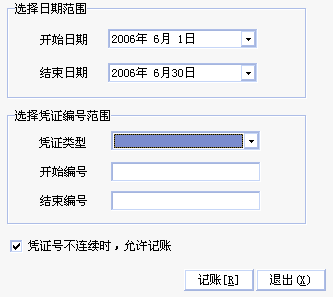 选择日期范围
开始日期 2006年 6月 1日
结束日期 2006年 6月30日
选择凭证编号范围
凭证类型
开始编号
结束编号
凭证号不连续时，允许记账
记账[R] 退出(X)